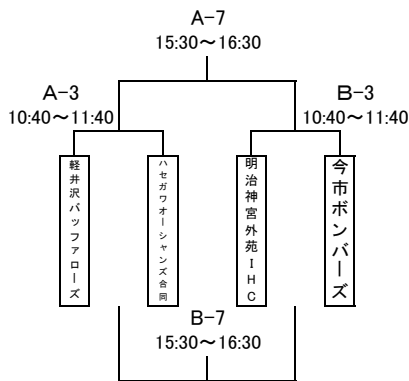 A-7
15:30～16:30
A-3
10:40～11:40
B-3
10:40～11:40
軽井沢バッファローズ
ハセガワオーシャンズ合同
明治神宮外苑IHC
今市ボンバーズ
B-7
15:30～16:30